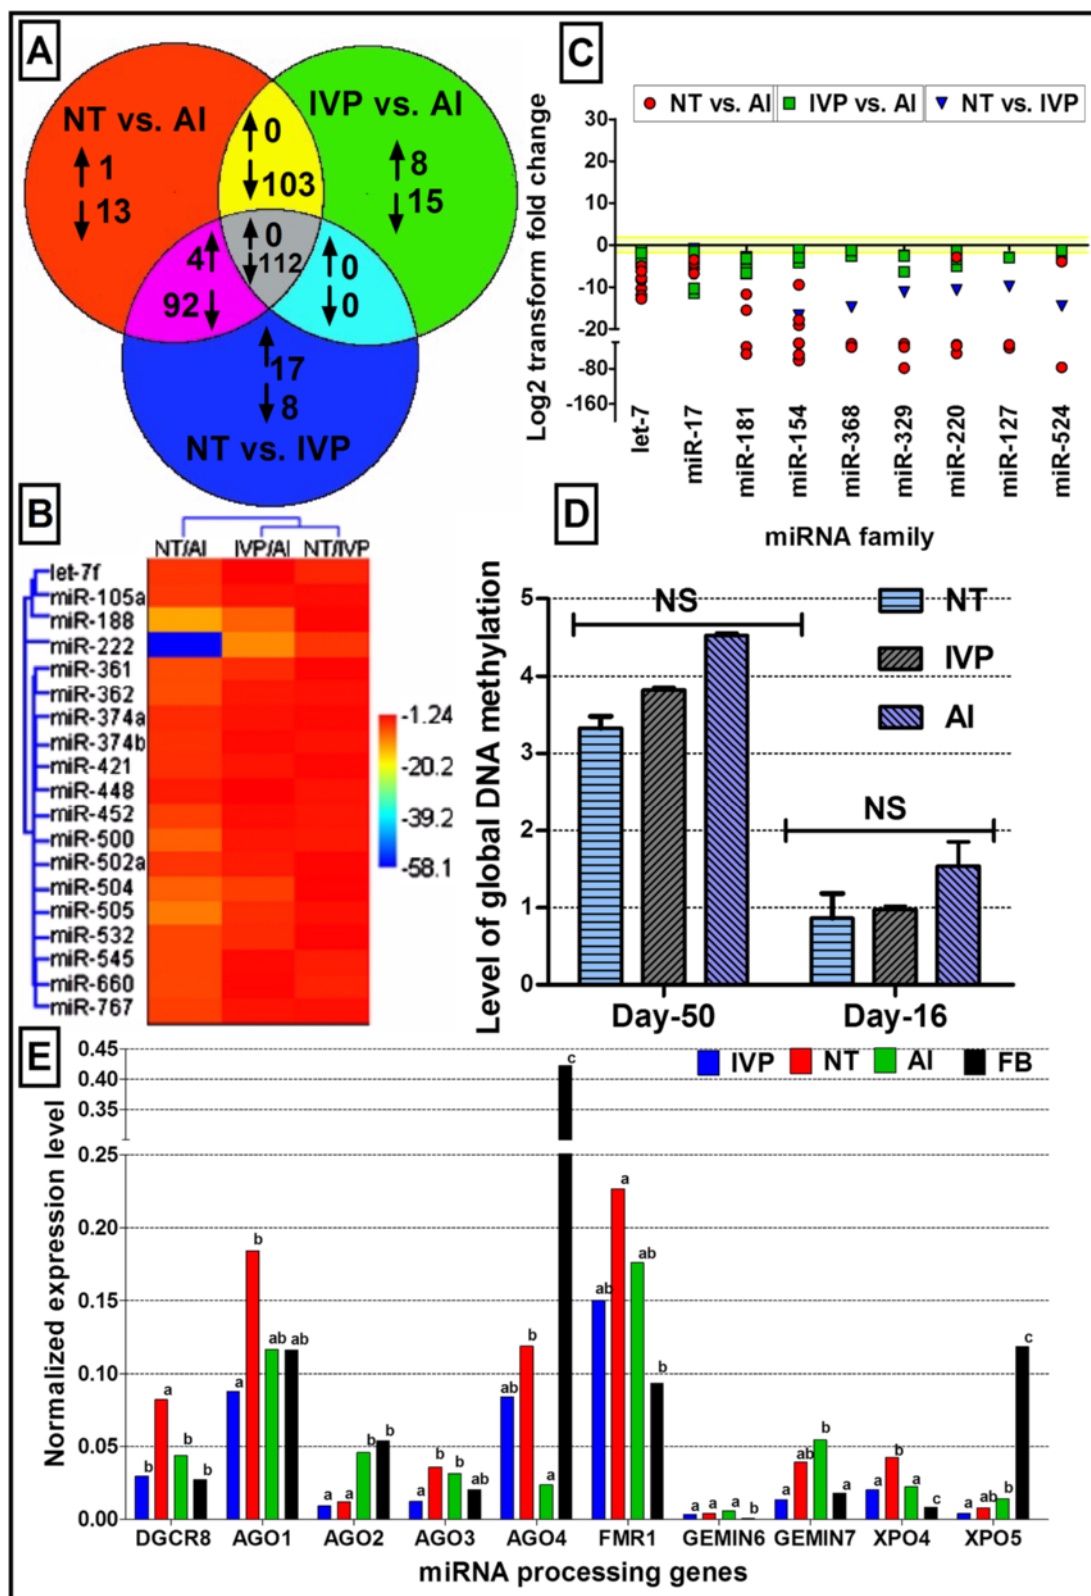 A
NT vs. AI
↑ 1
↓ 13
IVP vs. AI
↑ 8
↓ 15
↑ 0
↓ 103
↑ 0
↓ 112
4 ↑
92 ↓
↑ 0
↓ 0
↑ 17
↓ 8
NT vs. IVP
C
NT vs. AI IVP vs. AI NT vs. IVP
Log2 transform fold change
30
20
10
0
-10
-20
-80
-160
let-7 miR-17 miR-181 miR-154 miR-368 miR-329 miR-220 miR-127 miR-524
miRNA family
B
NT/AI IVP/AI NT/IVP
let-7f
miR-105a
miR-188
miR-222
miR-361
miR-362
miR-374a
miR-374b
miR-421
miR-448
miR-452
miR-500
miR-502a
miR-504
miR-505
miR-532
miR-545
miR-660
miR-767
-1.24
-20.2
-39.2
-58.1
D
Level of global DNA methylation
5
4
3
2
1
0
NS
NS
NT
IVP
AI
Day-50 Day-16
E
Normalized expression level
0.45
0.40
0.35
0.25
0.20
0.15
0.10
0.05
0.00
IVP NT AI FB
b a b b
a b ab ab
a a b b
a b b ab
ab b a c
ab a ab b
a a a b
a ab b a
a b a c
a ab b c
DGCR8 AGO1 AGO2 AGO3 AGO4 FMR1 GEMIN6 GEMIN7 XPO4 XPO5
miRNA processing genes